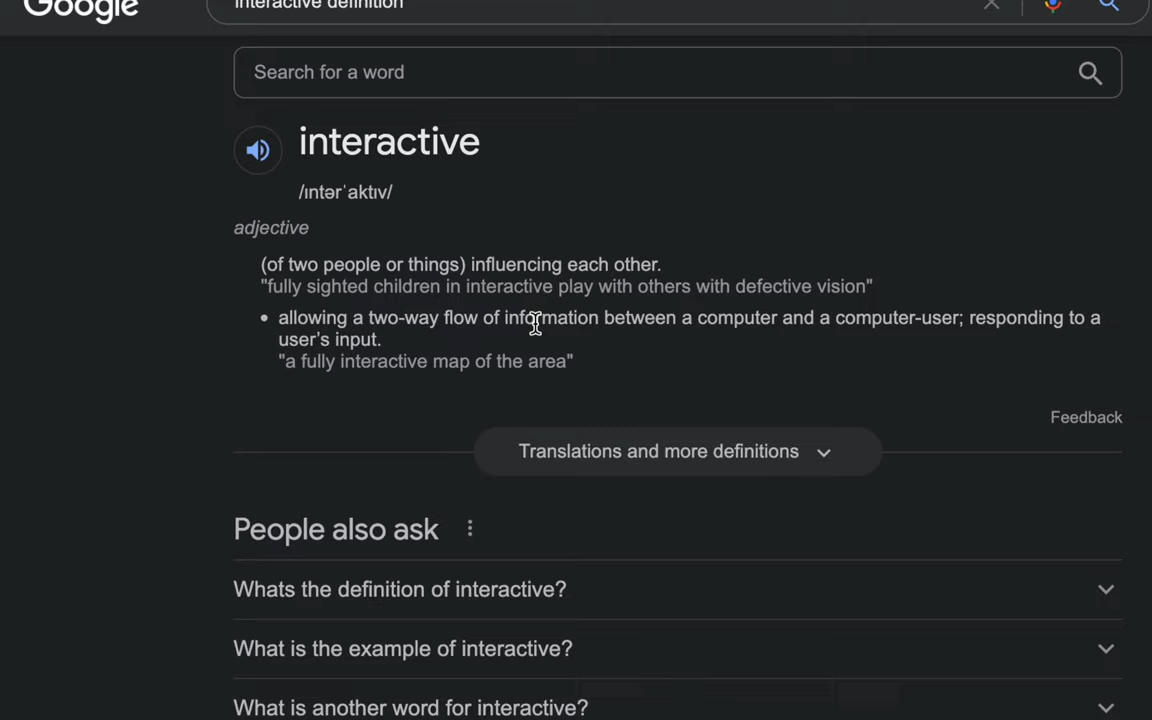 Google
interactive definition
Search for a word
interactive
/ɪntərˈaktɪv/
adjective
(of two people or things) influencing each other.
"fully sighted children in interactive play with others with defective vision"
• allowing a two-way flow of information between a computer and a computer-user; responding to a
user's input.
"a fully interactive map of the area"
Feedback
Translations and more definitions
People also ask
Whats the definition of interactive?
What is the example of interactive?
What is another word for interactive?